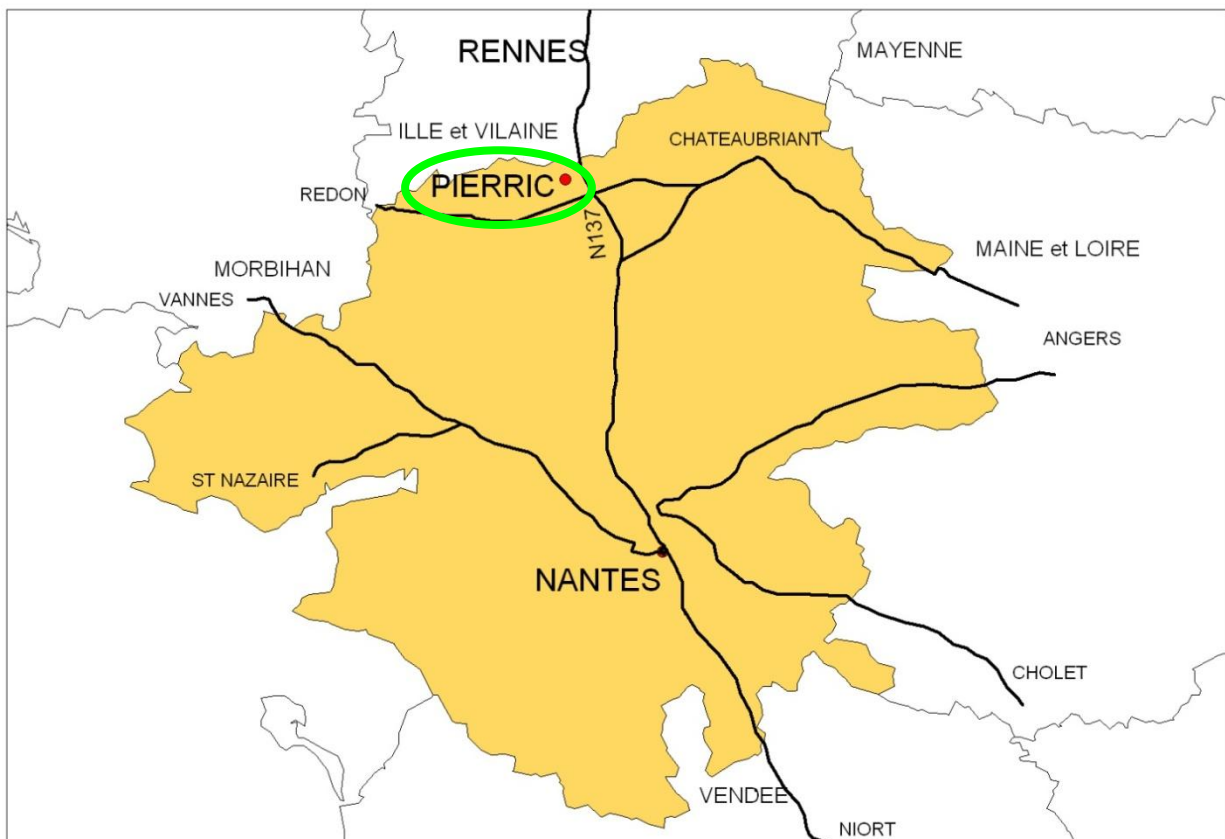 RENNES
MAYENNE
ILLE et VILAINE
CHATEAUBRIANT
PIERRIC
REDON
N137
MAINE et LOIRE
MORBIHAN
VANNES
ANGERS
ST NAZAIRE
NANTES
CHOLET
VENDEE
NIORT